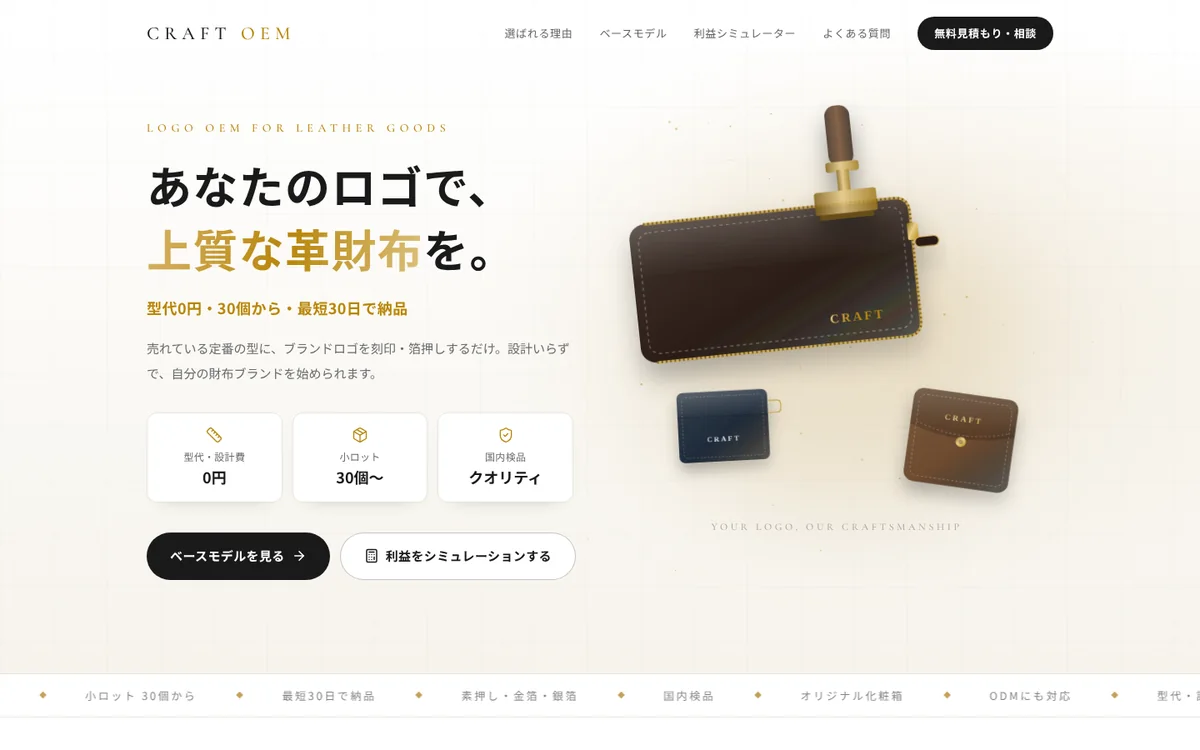 CRAFT OEM
選ばれる理由
ベースモデル
利益シミュレーター
よくある質問
無料見積もり・相談
LOGO OEM FOR LEATHER GOODS
あなたのロゴで、
上質な革財布を。
型代0円・30個から・最短30日で納品
売れている定番の型に、ブランドロゴを刻印・箔押しするだけ。設計いらず
で、自分の財布ブランドを始められます。
型代・設計費
0円
小ロット
30個〜
国内検品
クオリティ
ベースモデルを見る →
利益をシミュレーションする
CRAFT
CRAFT
CRAFT
YOUR LOGO, OUR CRAFTSMANSHIP
小ロット 30個から
最短30日で納品
素押し・金箔・銀箔
国内検品
オリジナル化粧箱
ODMにも対応
型代・